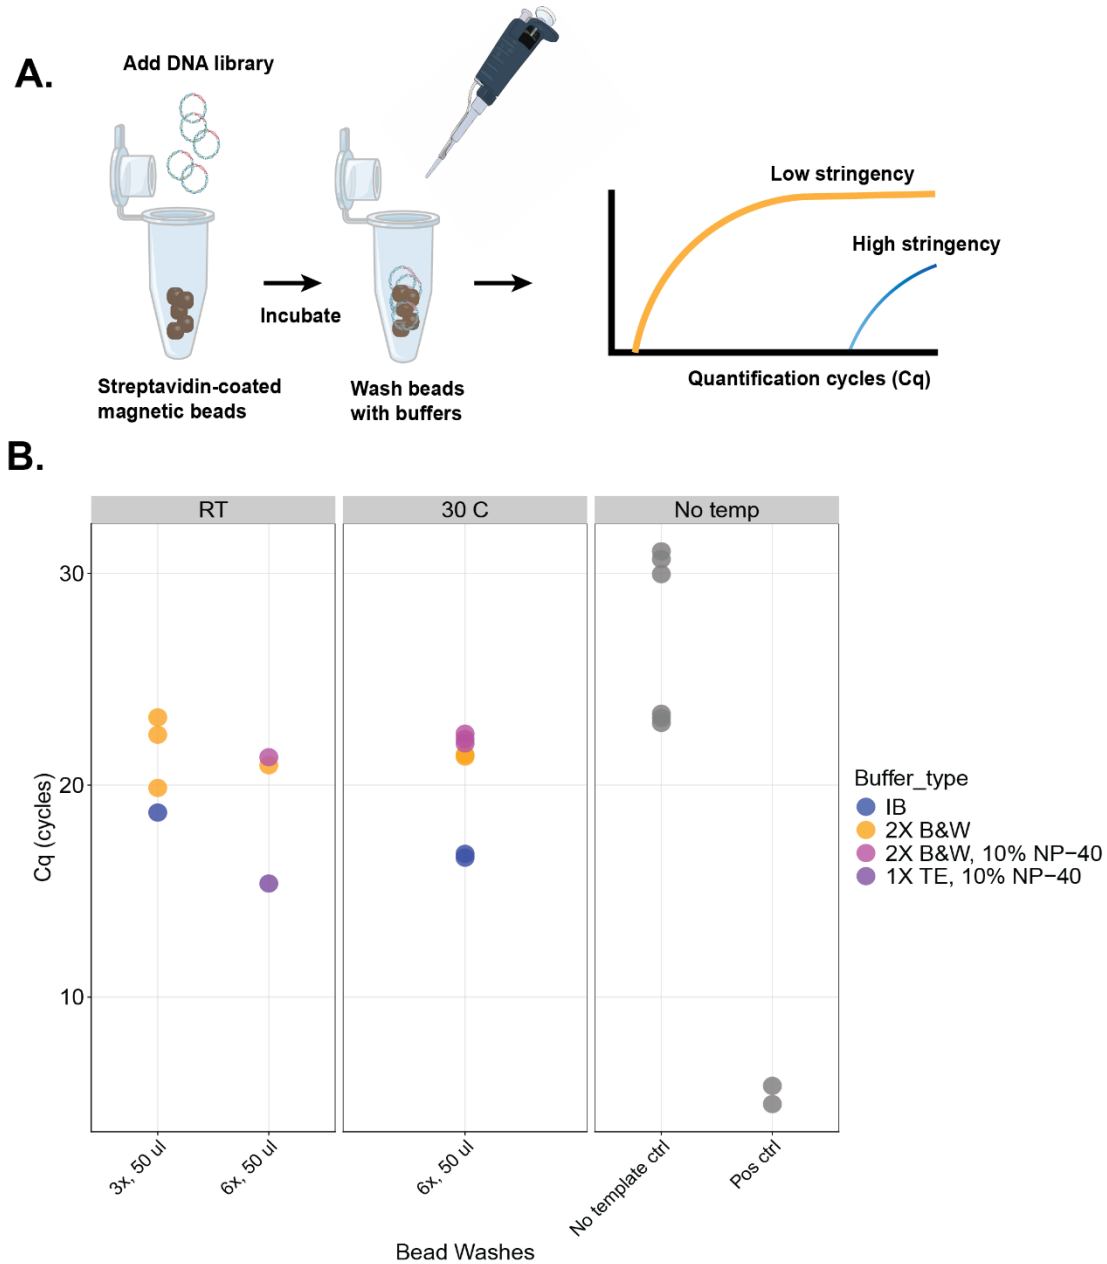 A.
Add DNA library
Low stringency
High stringency
Incubate
Quantification cycles (Cq)
Streptavidin-coated
magnetic beads
Wash beads
with buffers
B.
RT
30 C
No temp
30
20
10
Cq (cycles)
Buffer_type
IB
2X B&W
2X B&W, 10% NP−40
1X TE, 10% NP−40
3x, 50 ul
6x, 50 ul
6x, 50 ul
No template ctrl
Pos ctrl
Bead Washes